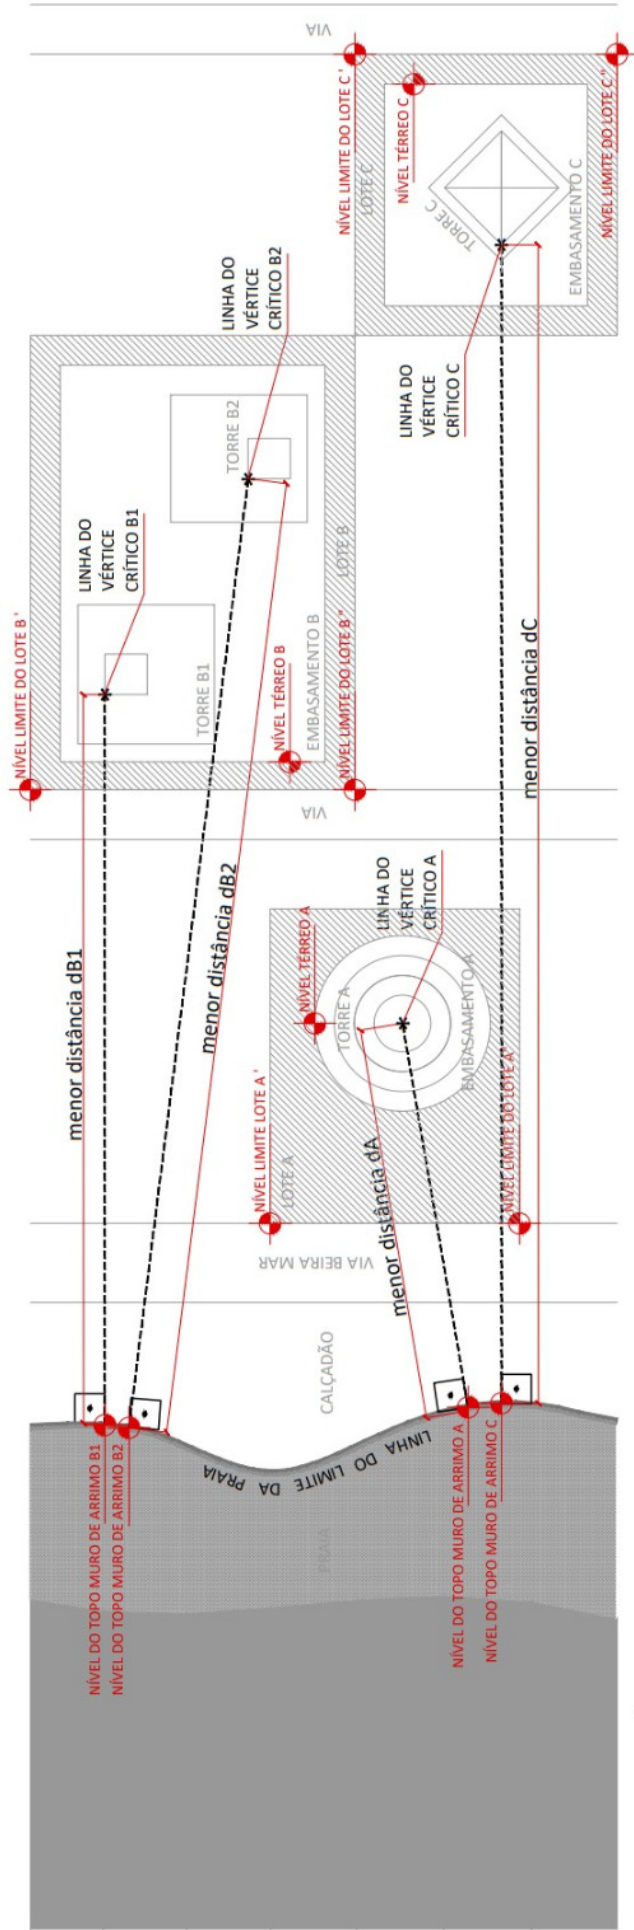 VIA
NÍVEL LIMITE DO LOTE C '
LOTE C
NÍVEL TÉRREO C
TORRE C
EMBASAMENTO C
NÍVEL LIMITE DO LOTE C"
LINHA DO
VÉRTICE
CRÍTICO B2
LINHA DO
VÉRTICE
CRÍTICO C
NÍVEL LIMITE DO LOTE B '
LINHA DO
VÉRTICE
CRÍTICO B1
TORRE B1
TORRE B2
NÍVEL TÉRREO B
EMBASAMENTO B
LOTE B
NÍVEL LIMITE DO LOTE B"
VIA
menor distância dB1
menor distância dB2
menor distância dC
NÍVEL LIMITE LOTE A '
LOTE A
NÍVEL TÉRREO A
TORRE A
LINHA DO
VÉRTICE
CRÍTICO A
EMBASAMENTO A
NÍVEL LIMITE DO LOTE A"
menor distância dA
VIA BEIRA MAR
CALÇADÃO
LINHA DO LIMITE DA PRAIA
PRAIA
NÍVEL DO TOPO MURO DE ARRIMO B1
NÍVEL DO TOPO MURO DE ARRIMO B2
NÍVEL DO TOPO MURO DE ARRIMO A
NÍVEL DO TOPO MURO DE ARRIMO C